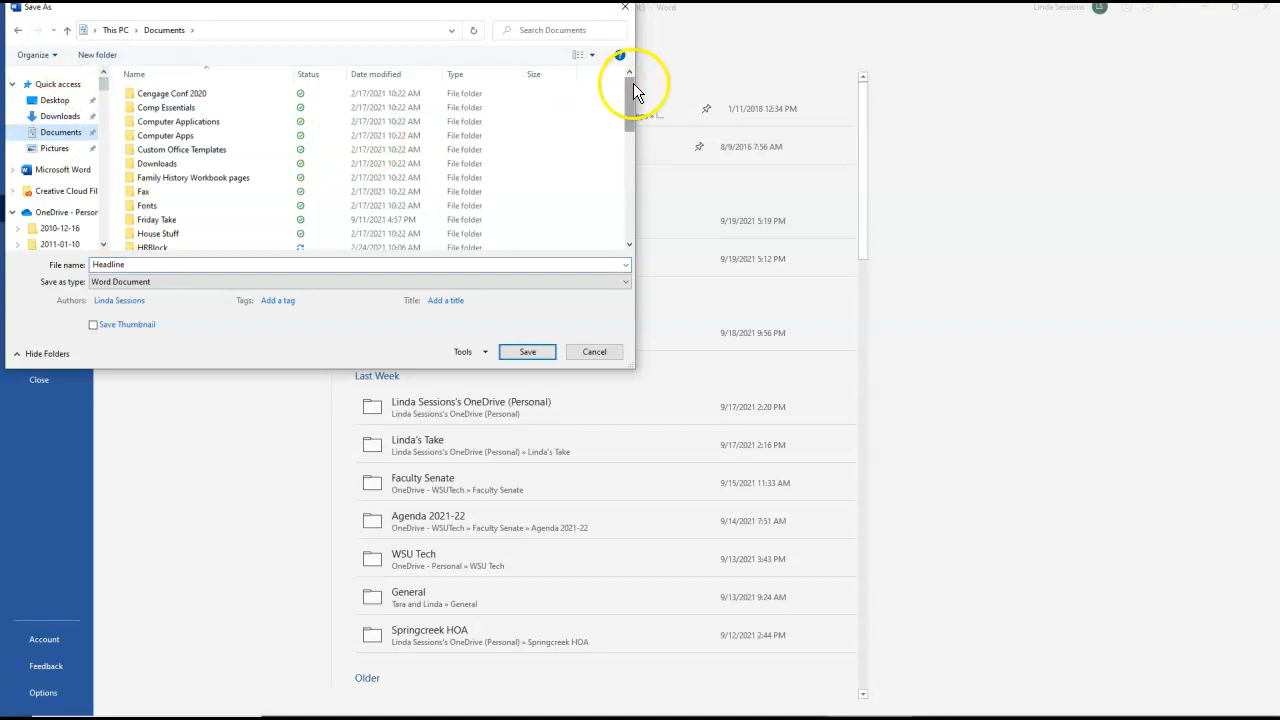 Save As
nt3 - Word
Linda Sessions
LS
This PC > Documents >
Search Documents
Organize
New folder
Name Status Date modified Type Size
Quick access
Desktop
Downloads
Documents
Pictures
Microsoft Word
Creative Cloud Fil
OneDrive - Person
2010-12-16
2011-01-10
Cengage Conf 2020 2/17/2021 10:22 AM File folder
Comp Essentials 2/17/2021 10:22 AM File folder
Computer Applications 2/17/2021 10:22 AM File folder
Computer Apps 2/17/2021 10:22 AM File folder
Custom Office Templates 2/17/2021 10:22 AM File folder
Downloads 2/17/2021 10:22 AM File folder
Family History Workbook pages 2/17/2021 10:22 AM File folder
Fax 2/17/2021 10:22 AM File folder
Fonts 2/17/2021 10:22 AM File folder
Friday Take 9/11/2021 4:57 PM File folder
House Stuff 2/17/2021 10:22 AM File folder
HRBlock 2/24/2021 10:06 AM File folder
File name: Headline
Save as type: Word Document
Authors: Linda Sessions Tags: Add a tag Title: Add a title
Save Thumbnail
Hide Folders
Tools
Save
Cancel
1/11/2018 12:34 PM
8/9/2016 7:56 AM
9/19/2021 5:19 PM
9/19/2021 5:12 PM
9/18/2021 9:56 PM
Close
Account
Feedback
Options
Last Week
Linda Sessions's OneDrive (Personal) 9/17/2021 2:20 PM
Linda Sessions's OneDrive (Personal)
Linda's Take 9/17/2021 2:16 PM
Linda Sessions's OneDrive (Personal) » Linda's Take
Faculty Senate 9/15/2021 11:33 AM
OneDrive - WSUTech » Faculty Senate
Agenda 2021-22 9/14/2021 7:51 AM
OneDrive - WSUTech » Faculty Senate » Agenda 2021-22
WSU Tech 9/13/2021 3:43 PM
OneDrive - Personal » WSU Tech
General 9/13/2021 9:24 AM
Tara and Linda » General
Springcreek HOA 9/12/2021 2:44 PM
Linda Sessions's OneDrive (Personal) » Springcreek HOA
Older